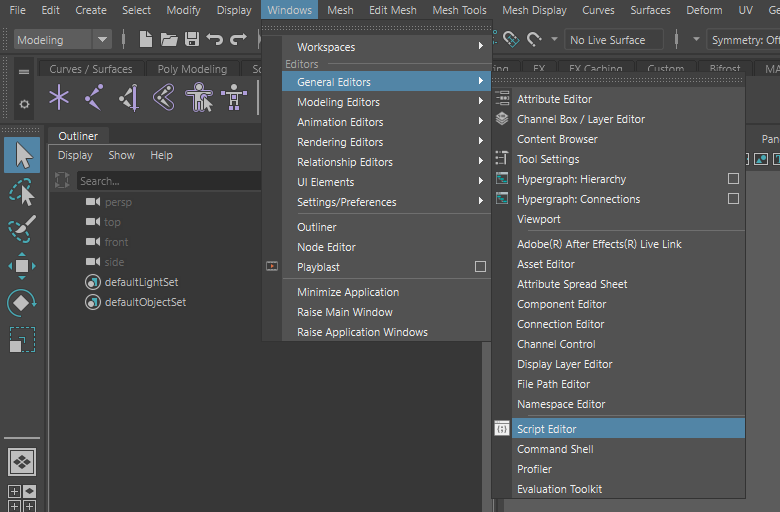 File Edit Create Select Modify Display Windows Mesh Edit Mesh Mesh Tools Mesh Display Curves Surfaces Deform UV
Modeling
No Live Surface
Symmetry: Off
Curves / Surfaces
Poly Modeling
FX
FX Caching
Custom
Bifrost
Workspaces
Editors
General Editors
Modeling Editors
Animation Editors
Rendering Editors
Relationship Editors
UI Elements
Settings/Preferences
Outliner
Node Editor
Playblast
Minimize Application
Raise Main Window
Raise Application Windows
Attribute Editor
Channel Box / Layer Editor
Content Browser
Tool Settings
Hypergraph: Hierarchy
Hypergraph: Connections
Viewport
Adobe(R) After Effects(R) Live Link
Asset Editor
Attribute Spread Sheet
Component Editor
Connection Editor
Channel Control
Display Layer Editor
File Path Editor
Namespace Editor
Script Editor
Command Shell
Profiler
Evaluation Toolkit
Outliner
Display Show Help
Search...
persp
top
front
side
defaultLightSet
defaultObjectSet